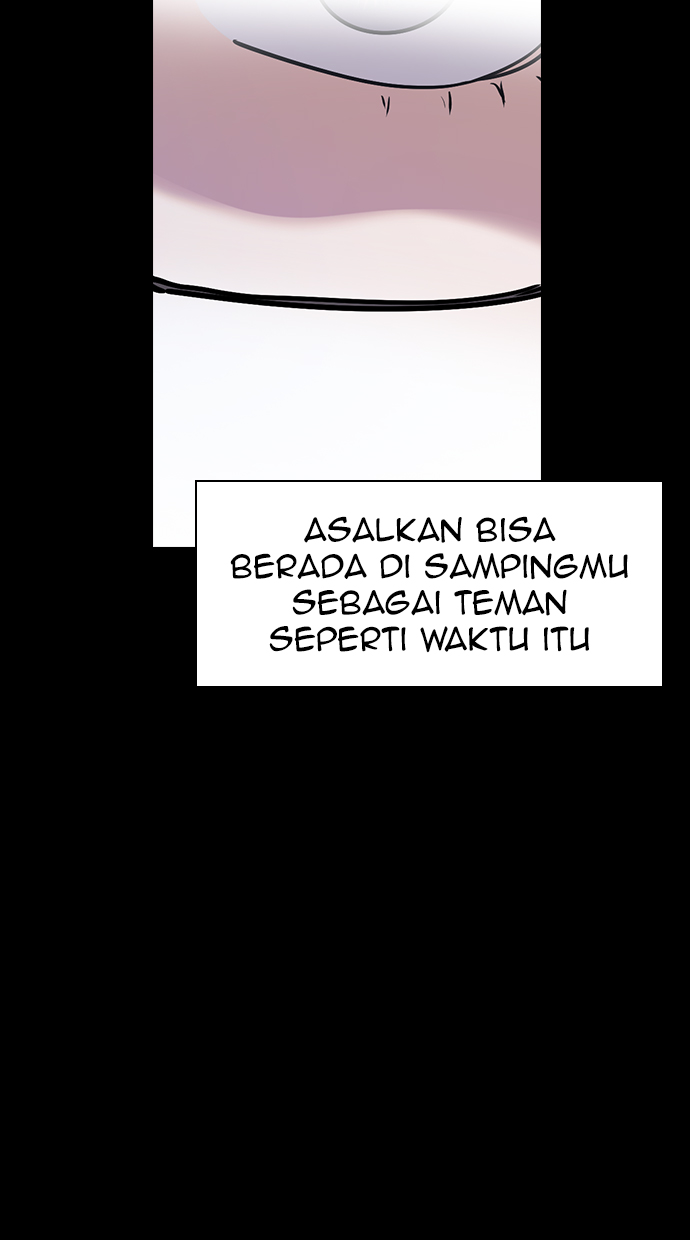 ASALKAN BISA
BERADA DI SAMPINGMU
SEBAGAI TEMAN
SEPERTI WAKTU ITU